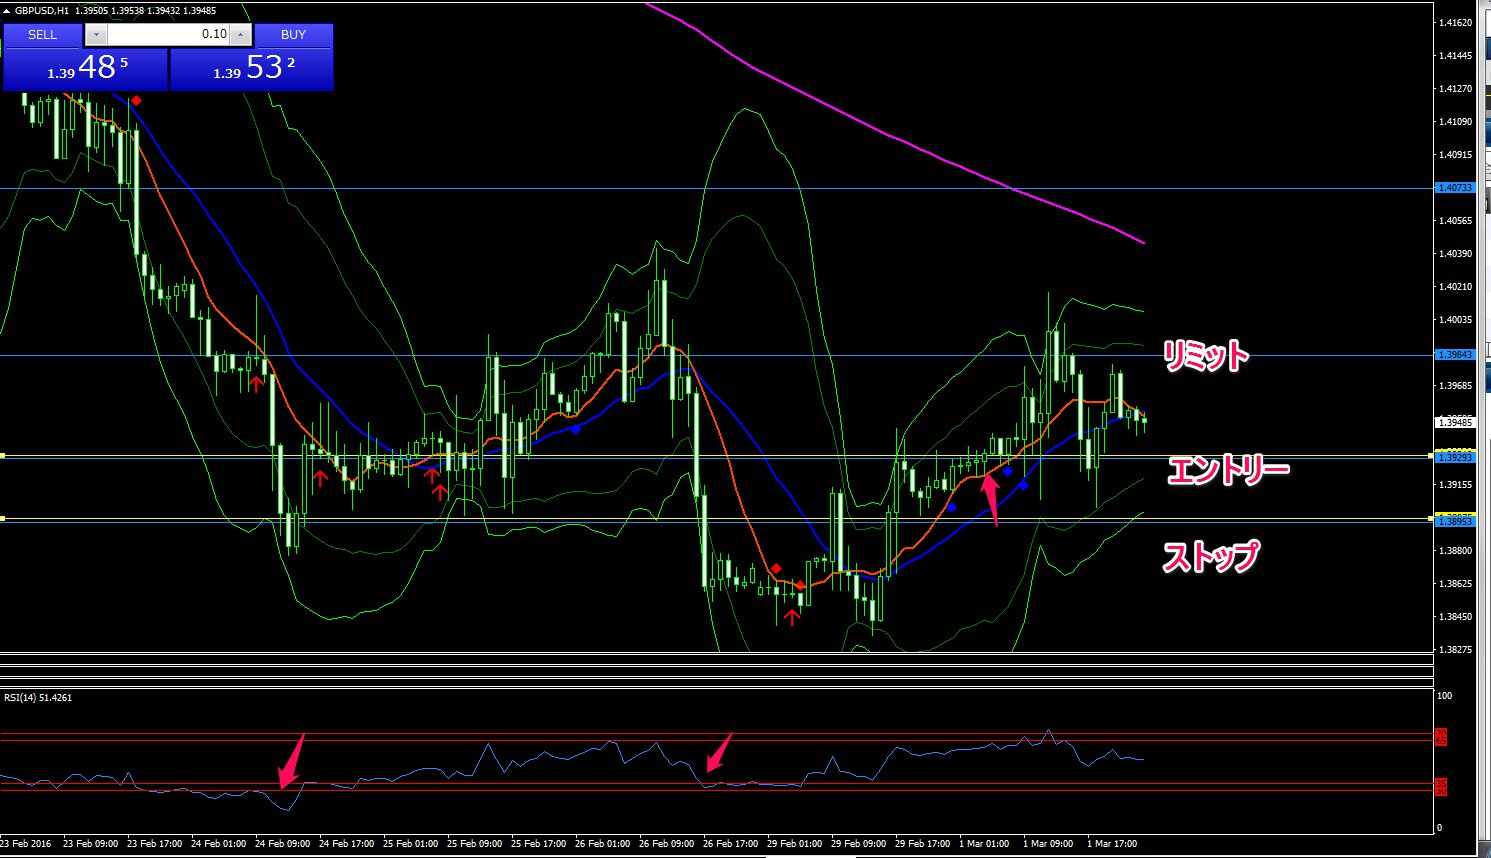 GBPUSD,H1 1.39505 1.39538 1.39432 1.39485
SELL
0.10
BUY
1.39 48 5
1.39 53 2
1.41620
1.41445
1.41270
1.41090
1.40915
1.40733
1.40565
1.40390
1.40210
1.40035
リミット
1.39843
1.39685
1.39485
エントリー
1.39293
1.39155
1.38953
ストップ
1.38800
1.38625
1.38450
1.38275
RSI(14) 51.4261
100
70
65
35
30
0
23 Feb 2016
23 Feb 09:00
23 Feb 17:00
24 Feb 01:00
24 Feb 09:00
24 Feb 17:00
25 Feb 01:00
25 Feb 09:00
25 Feb 17:00
26 Feb 01:00
26 Feb 09:00
26 Feb 17:00
29 Feb 01:00
29 Feb 09:00
29 Feb 17:00
1 Mar 01:00
1 Mar 09:00
1 Mar 17:00